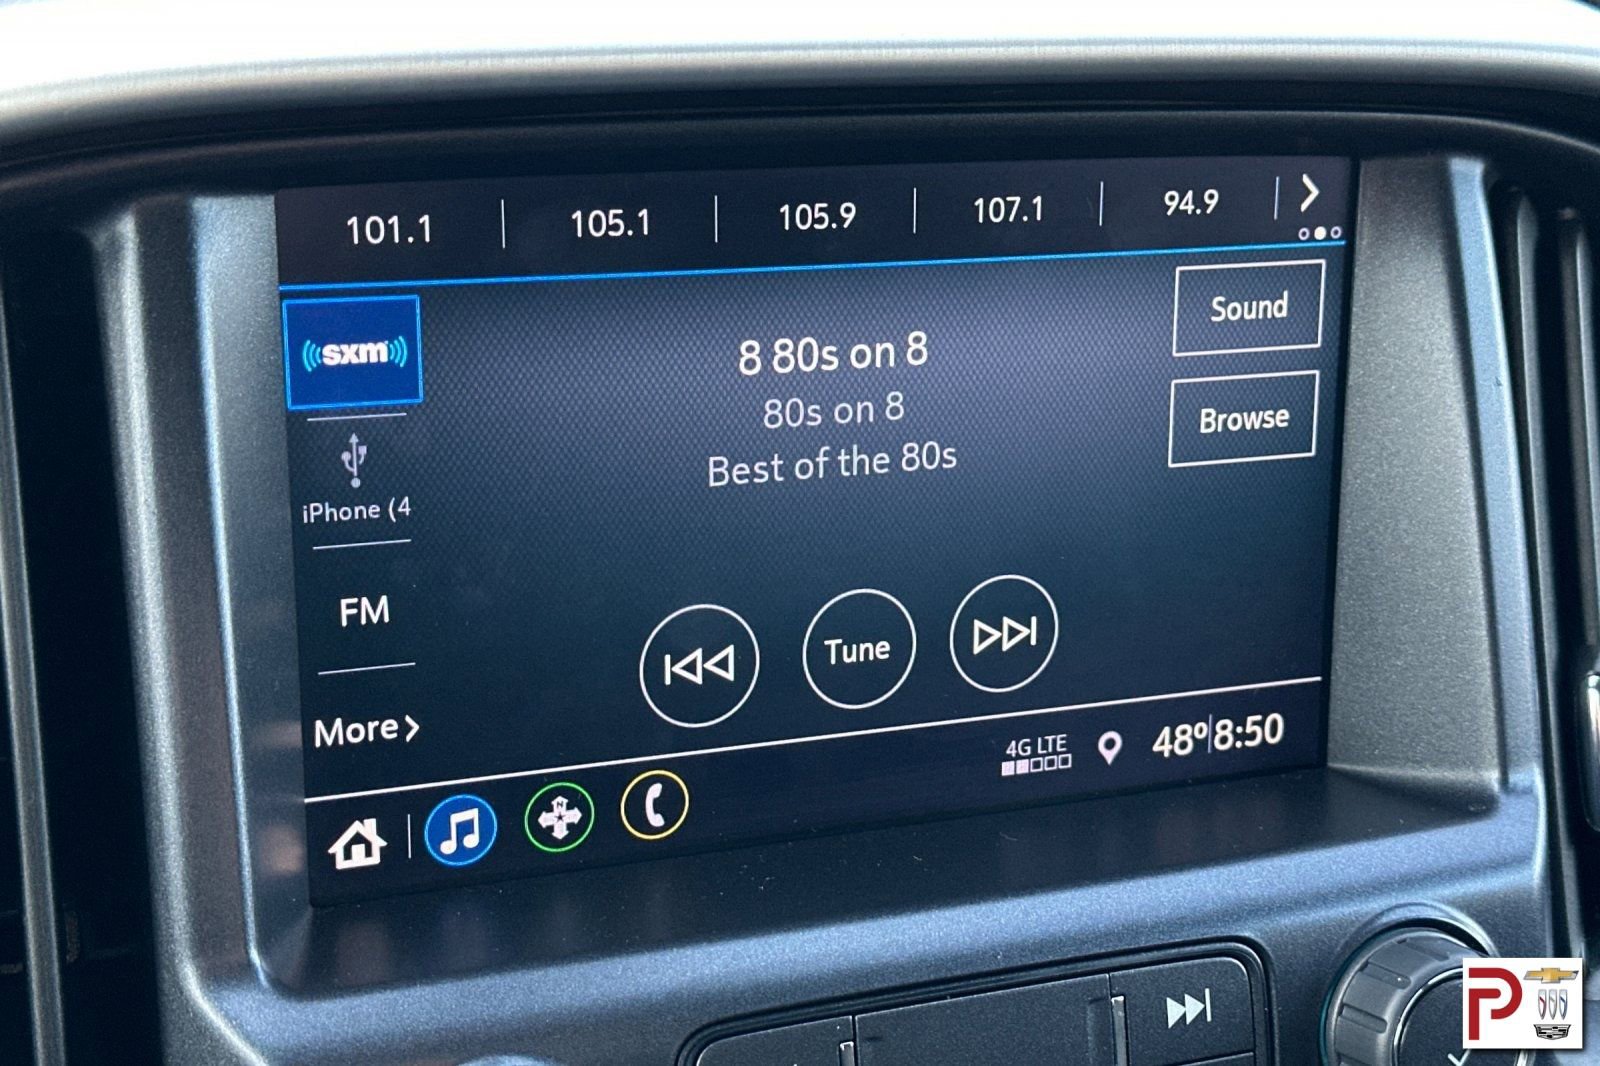 101.1 | 105.1 | 105.9 | 107.1 | 94.9
sxm
iPhone (4
FM
More
8 80s on 8
80s on 8
Best of the 80s
Sound
Browse
Tune
4G LTE
48° 8:50
N
P